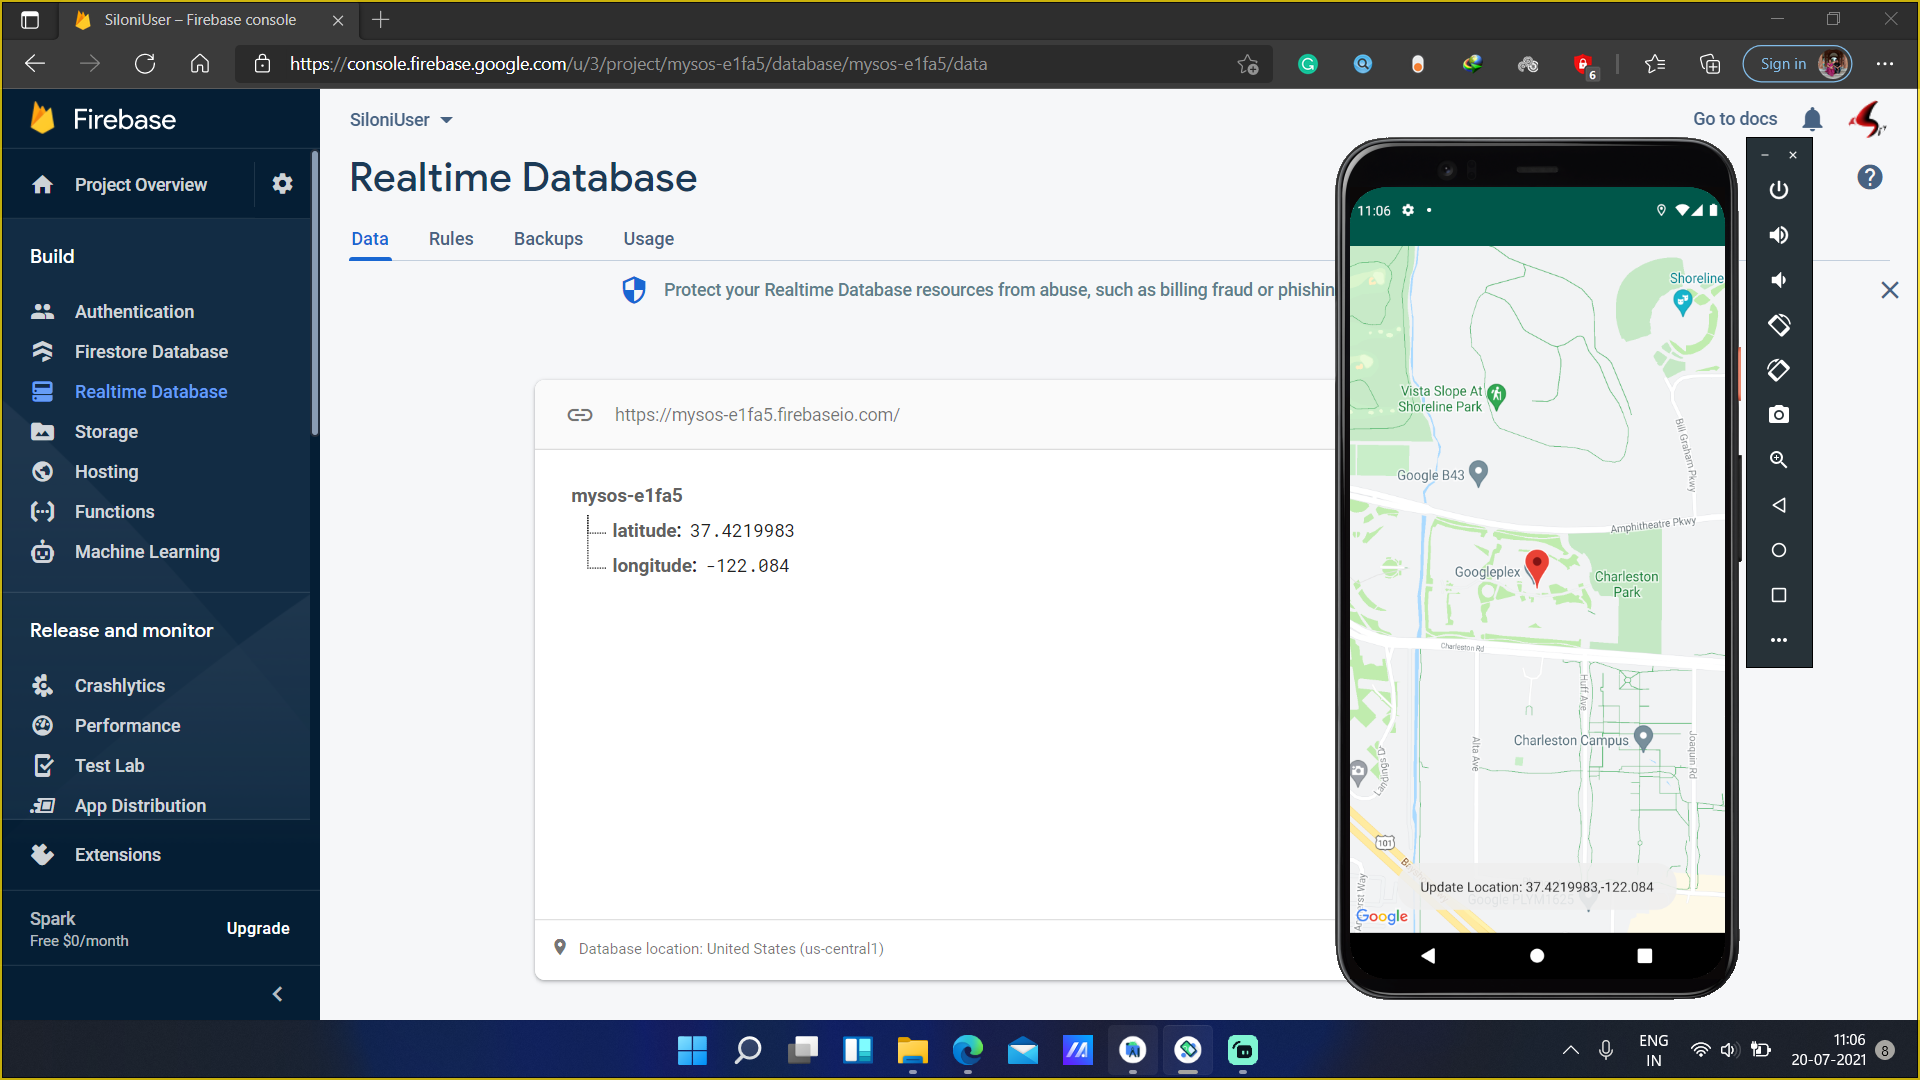 SiloniUser – Firebase console
https://console.firebase.google.com/u/3/project/mysos-e1fa5/database/mysos-e1fa5/data
6
Sign in
Firebase
Project Overview
Build
Authentication
Firestore Database
Realtime Database
Storage
Hosting
Functions
Machine Learning
Release and monitor
Crashlytics
Performance
Test Lab
App Distribution
Extensions
Spark
Free $0/month
Upgrade
SiloniUser
Go to docs
Realtime Database
Data
Rules
Backups
Usage
Protect your Realtime Database resources from abuse, such as billing fraud or phishin
https://mysos-e1fa5.firebaseio.com/
mysos-e1fa5
latitude: 37.4219983
longitude: -122.084
Database location: United States (us-central1)
11:06
Shoreline
Vista Slope At
Shoreline Park
Bill Graham Pkwy
Google B43
Amphitheatre Pkwy
Googleplex
Charleston
Park
Charleston Rd
Huff Ave
Charleston Campus
Alta Ave
Joaquin Rd
Landings Dr
101
Update Location: 37.4219983,-122.084
Google PLYM1625
Google
ENG
IN
11:06
20-07-2021
8